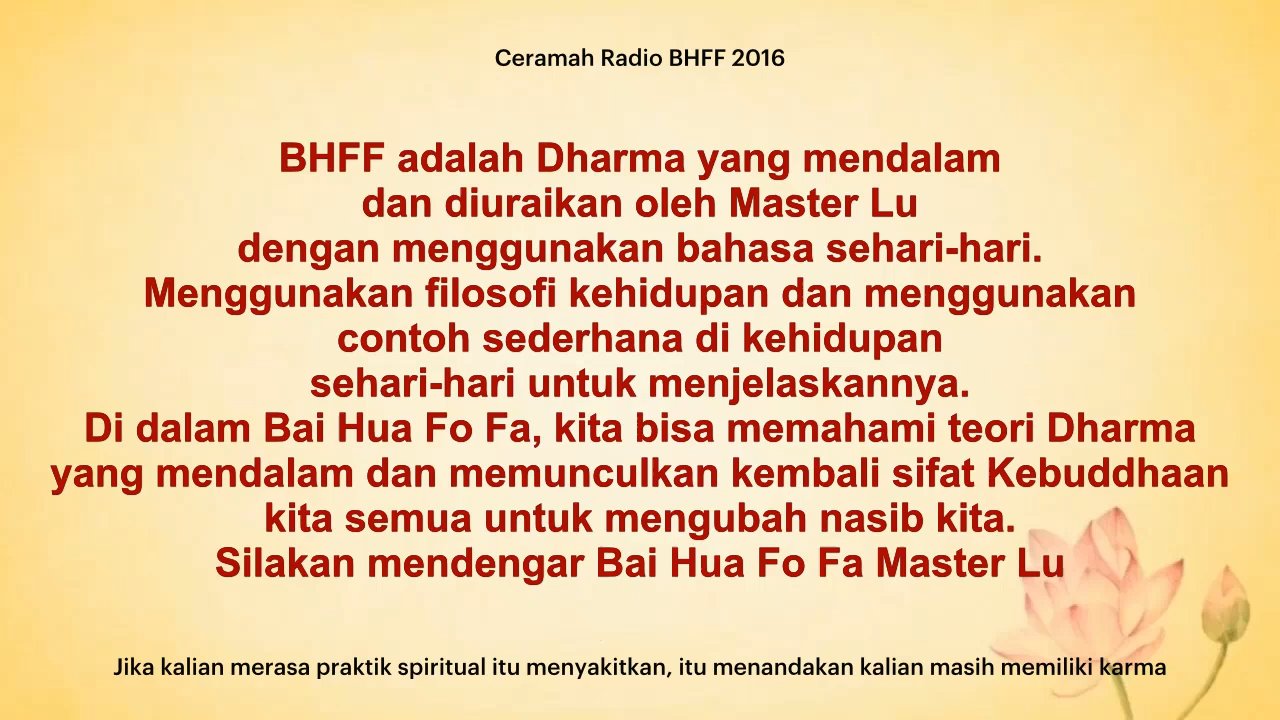 Ceramah Radio BHFF 2016
BHFF adalah Dharma yang mendalam
dan diuraikan oleh Master Lu
dengan menggunakan bahasa sehari-hari.
Menggunakan filosofi kehidupan dan menggunakan
contoh sederhana di kehidupan
sehari-hari untuk menjelaskannya.
Di dalam Bai Hua Fo Fa, kita bisa memahami teori Dharma
yang mendalam dan memunculkan kembali sifat Kebuddhaan
kita semua untuk mengubah nasib kita.
Silakan mendengar Bai Hua Fo Fa Master Lu
Jika kalian merasa praktik spiritual itu menyakitkan, itu menandakan kalian masih memiliki karma